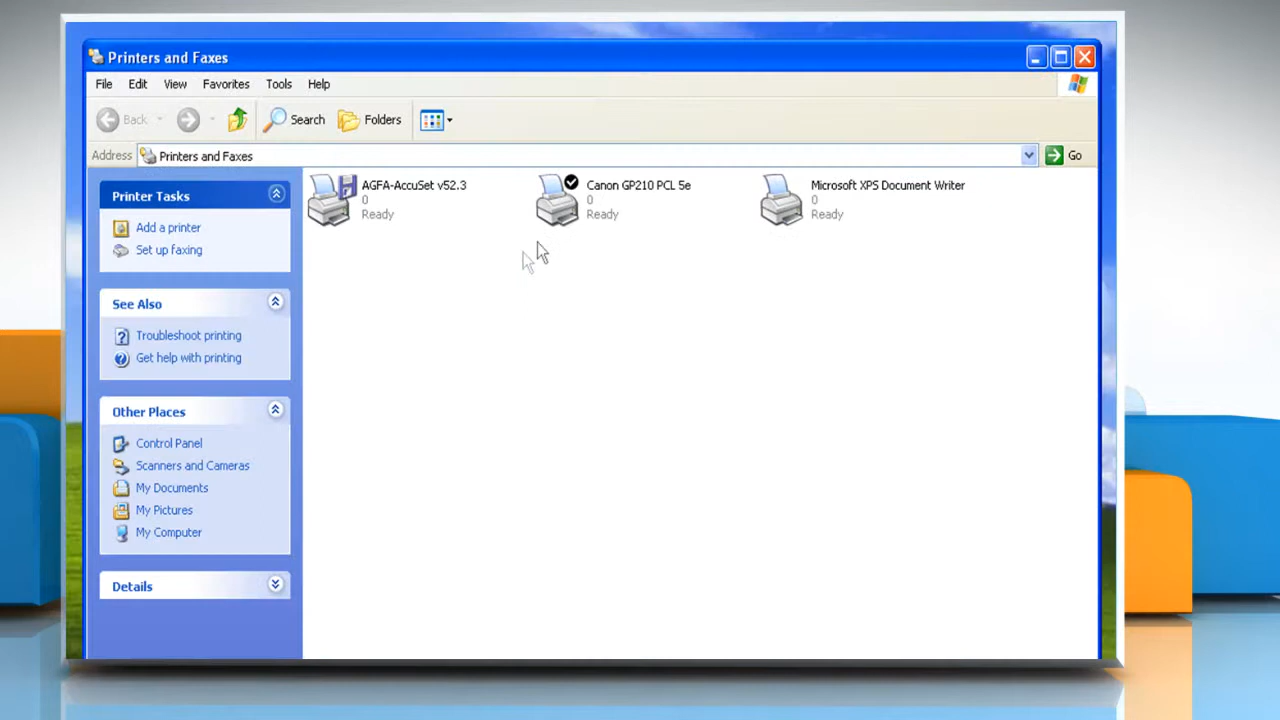 Printers and Faxes
File Edit View Favorites Tools Help
Back Search Folders
Address Printers and Faxes Go
Printer Tasks
Add a printer
Set up faxing
See Also
Troubleshoot printing
Get help with printing
Other Places
Control Panel
Scanners and Cameras
My Documents
My Pictures
My Computer
Details
AGFA-AccuSet v52.3
0
Ready
Canon GP210 PCL 5e
0
Ready
Microsoft XPS Document Writer
0
Ready